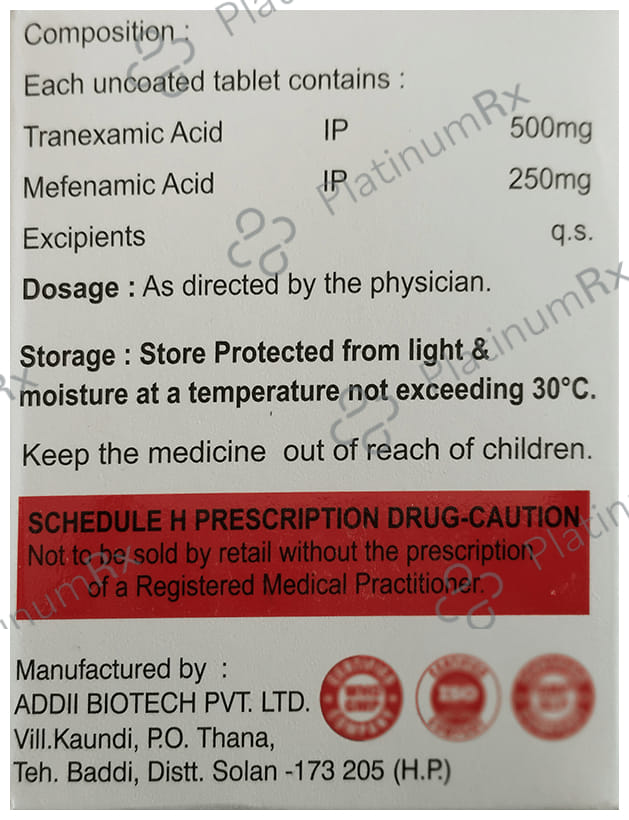 Composition :
Each uncoated tablet contains :
Tranexamic Acid IP 500mg
Mefenamic Acid IP 250mg
Excipients q.s.
Dosage : As directed by the physician.
Storage : Store Protected from light &
moisture at a temperature not exceeding 30°C.
Keep the medicine out of reach of children.
SCHEDULE H PRESCRIPTION DRUG-CAUTION
Not to be sold by retail without the prescription
of a Registered Medical Practitioner.
Manufactured by :
ADDII BIOTECH PVT. LTD.
Vill.Kaundi, P.O. Thana,
Teh. Baddi, Distt. Solan -173 205 (H.P.)
ISO
PlatinumRx
PlatinumRx